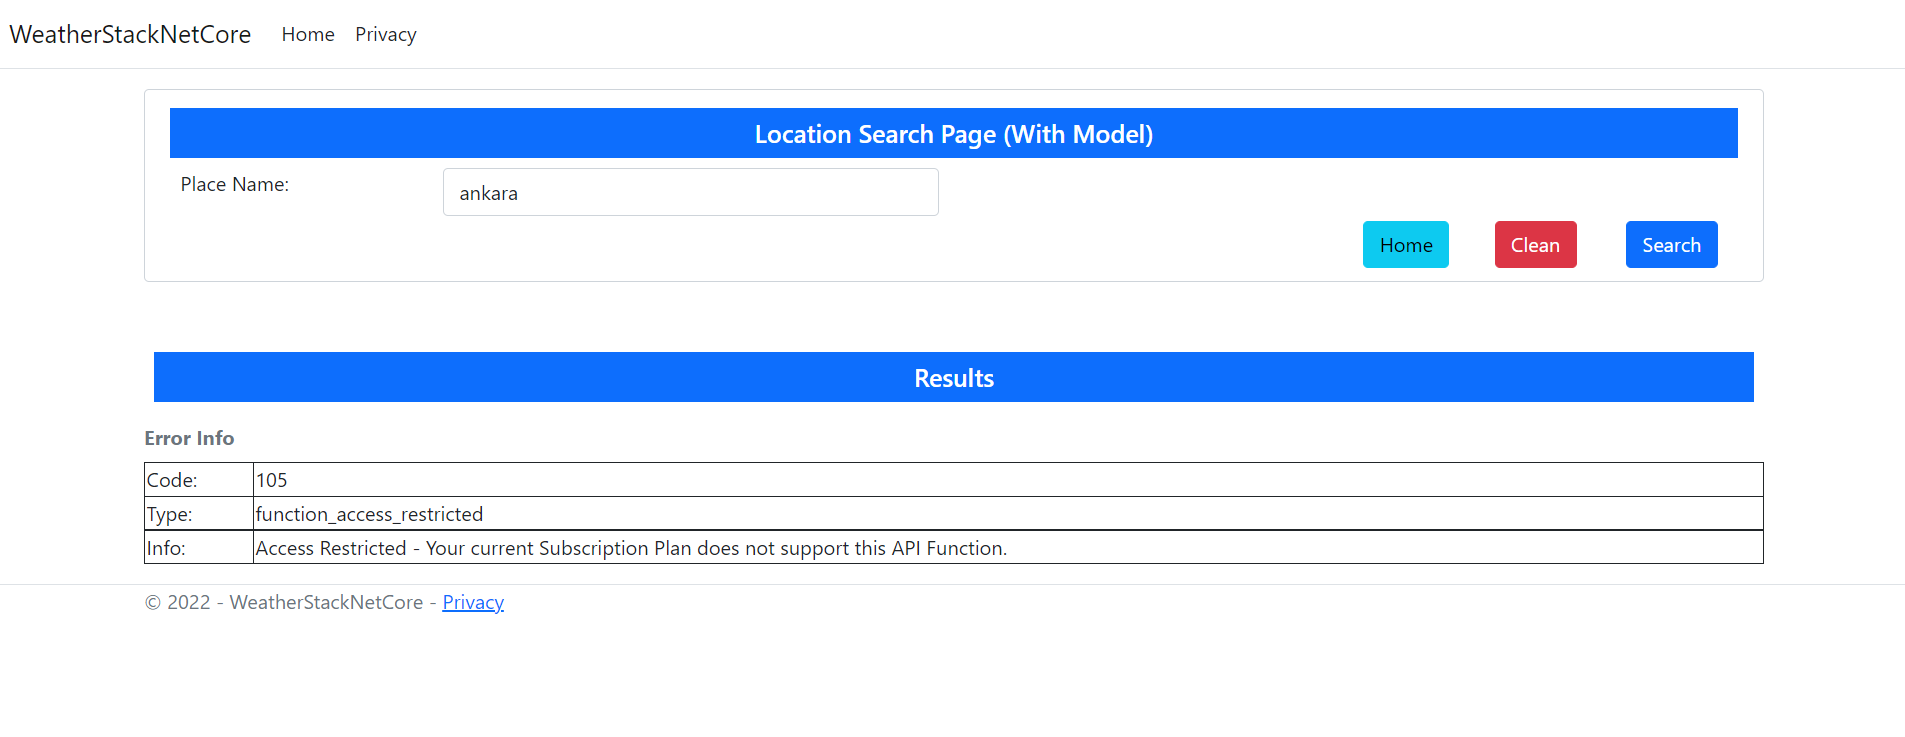 WeatherStackNetCore Home Privacy
Location Search Page (With Model)
Place Name: ankara
Home Clean Search
Results
Error Info
Code: 105
Type: function_access_restricted
Info: Access Restricted - Your current Subscription Plan does not support this API Function.
© 2022 - WeatherStackNetCore - Privacy